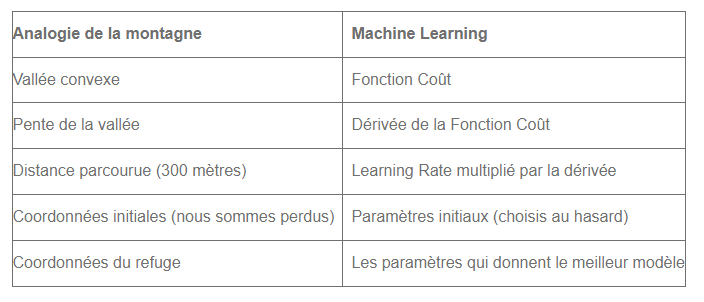 Analogie de la montagne
Machine Learning
Vallée convexe
Fonction Coût
Pente de la vallée
Dérivée de la Fonction Coût
Distance parcourue (300 mètres)
Learning Rate multiplié par la dérivée
Coordonnées initiales (nous sommes perdus)
Paramètres initiaux (choisis au hasard)
Coordonnées du refuge
Les paramètres qui donnent le meilleur modèle